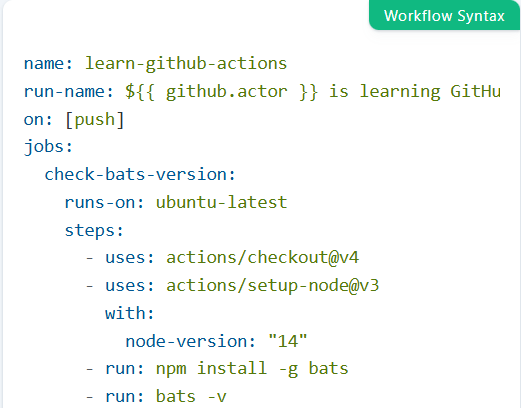 Workflow Syntax
name: learn-github-actions
run-name: ${{ github.actor }} is learning GitHu
on: [push]
jobs:
  check-bats-version:
    runs-on: ubuntu-latest
    steps:
      - uses: actions/checkout@v4
      - uses: actions/setup-node@v3
        with:
          node-version: "14"
      - run: npm install -g bats
      - run: bats -v